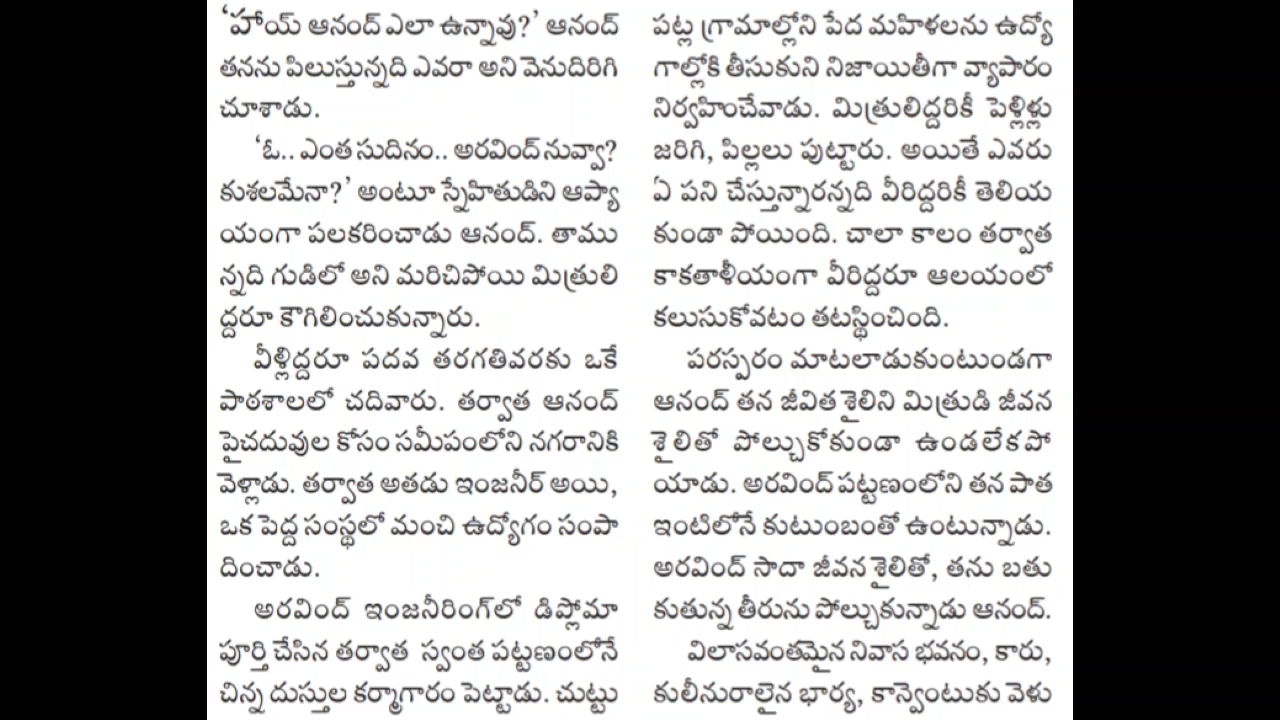 ‘హాయ్ ఆనంద్ ఎలా ఉన్నావు?’ ఆనంద్
తనను పిలుస్తున్నది ఎవరా అని వెనుదిరిగి
చూశాడు.
‘ఓ.. ఎంత సుదినం.. అరవింద్ నువ్వా?
కుశలమేనా?’ అంటూ స్నేహితుడిని ఆప్యా
యంగా పలకరించాడు ఆనంద్. తాము
న్నది గుడిలో అని మరిచిపోయి మిత్రులి
ద్దరూ కౌగిలించుకున్నారు.
వీళ్లిద్దరూ పదవ తరగతివరకు ఒకే
పాఠశాలలో చదివారు. తర్వాత ఆనంద్
పైచదువుల కోసం సమీపంలోని నగరానికి
వెళ్లాడు. తర్వాత అతడు ఇంజనీర్ అయి,
ఒక పెద్ద సంస్థలో మంచి ఉద్యోగం సంపా
దించాడు.
అరవింద్ ఇంజనీరింగ్‌లో డిప్లోమా
పూర్తి చేసిన తర్వాత స్వంత పట్టణంలోనే
చిన్న దుస్తుల కర్మాగారం పెట్టాడు. చుట్టు
పట్ల గ్రామాల్లోని పేద మహిళలను ఉద్యో
గాల్లోకి తీసుకుని నిజాయితీగా వ్యాపారం
నిర్వహించేవాడు. మిత్రులిద్దరికీ పెళ్లిళ్లు
జరిగి, పిల్లలు పుట్టారు. అయితే ఎవరు
ఏ పని చేస్తున్నారన్నది వీరిద్దరికీ తెలియ
కుండా పోయింది. చాలా కాలం తర్వాత
కాకతాళీయంగా వీరిద్దరూ ఆలయంలో
కలుసుకోవటం తటస్థించింది.
పరస్పరం మాటలాడుకుంటుండగా
ఆనంద్ తన జీవిత శైలిని మిత్రుడి జీవన
శైలితో పోల్చుకోకుండా ఉండలేకపో
యాడు. అరవింద్ పట్టణంలోని తన పాత
ఇంటిలోనే కుటుంబంతో ఉంటున్నాడు.
అరవింద్ సాదా జీవన శైలితో, తను బతు
కుతున్న తీరును పోల్చుకున్నాడు ఆనంద్.
విలాసవంతమైన నివాస భవనం, కారు,
కులీనురాలైన భార్య, కాన్వెంటుకు వెళు